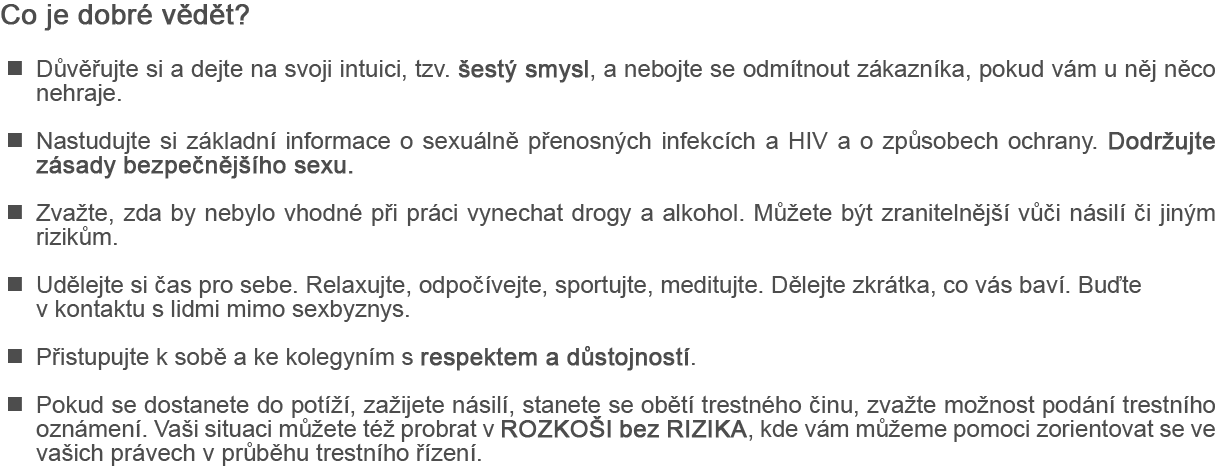 Co je dobré vědět?
■ Důvěřujte si a dejte na svoji intuici, tzv. šestý smysl, a nebojte se odmítnout zákazníka, pokud vám u něj něco
nehraje.
■ Nastudujte si základní informace o sexuálně přenosných infekcích a HIV a o způsobech ochrany. Dodržujte
zásady bezpečnějšího sexu.
■ Zvažte, zda by nebylo vhodné při práci vynechat drogy a alkohol. Můžete být zranitelnější vůči násilí či jiným
rizikům.
■ Udělejte si čas pro sebe. Relaxujte, odpočívejte, sportujte, meditujte. Dělejte zkrátka, co vás baví. Buďte
v kontaktu s lidmi mimo sexbyznys.
■ Přistupujte k sobě a ke kolegyním s respektem a důstojností.
■ Pokud se dostanete do potíží, zažijete násilí, stanete se obětí trestného činu, zvažte možnost podání trestního
oznámení. Vaši situaci můžete též probrat v ROZKOŠI bez RIZIKA, kde vám můžeme pomoci zorientovat se ve
vašich právech v průběhu trestního řízení.